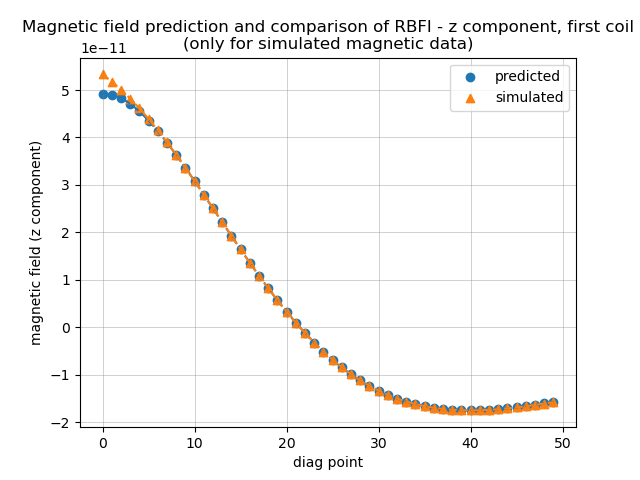 Magnetic field prediction and comparison of RBFI - z component, first coil
(only for simulated magnetic data)
1e−11
predicted
simulated
5
4
3
2
1
0
−1
−2
magnetic field (z component)
0 10 20 30 40 50
diag point